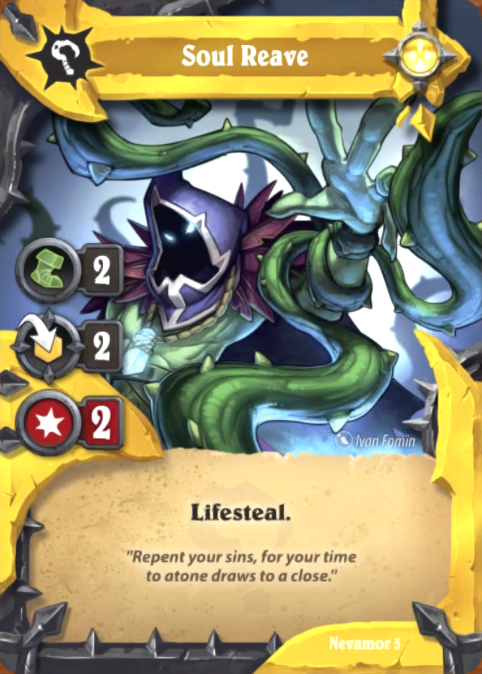 Soul Reave
2
2
2
Ivan Fomin
Lifesteal.
"Repent your sins, for your time
to atone draws to a close."
Nevamor 5